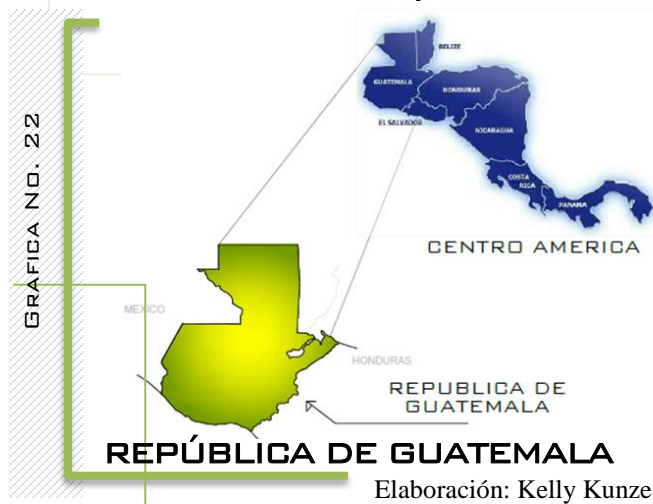 GRAFICA NO. 22
BELIZE
GUATEMALA
HONDURAS
EL SALVADOR
NICARAGUA
COSTA
RICA
PANAMA
CENTRO AMERICA
MEXICO
HONDURAS
REPUBLICA DE
GUATEMALA
REPÚBLICA DE GUATEMALA
Elaboración: Kelly Kunze